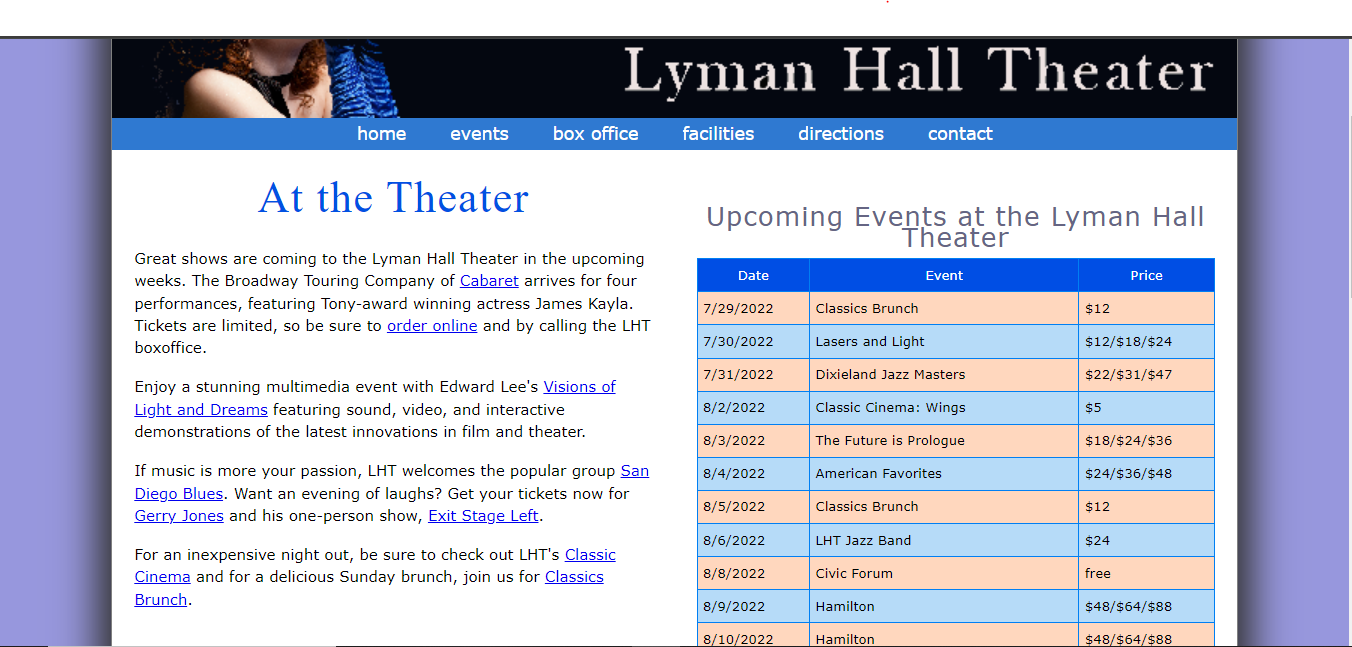 Lyman Hall Theater
home events box office facilities directions contact
At the Theater
Great shows are coming to the Lyman Hall Theater in the upcoming
weeks. The Broadway Touring Company of Cabaret arrives for four
performances, featuring Tony-award winning actress James Kayla.
Tickets are limited, so be sure to order online and by calling the LHT
boxoffice.
Enjoy a stunning multimedia event with Edward Lee's Visions of
Light and Dreams featuring sound, video, and interactive
demonstrations of the latest innovations in film and theater.
If music is more your passion, LHT welcomes the popular group San
Diego Blues. Want an evening of laughs? Get your tickets now for
Gerry Jones and his one-person show, Exit Stage Left.
For an inexpensive night out, be sure to check out LHT's Classic
Cinema and for a delicious Sunday brunch, join us for Classics
Brunch.
Upcoming Events at the Lyman Hall
Theater
Date Event Price
7/29/2022 Classics Brunch $12
7/30/2022 Lasers and Light $12/$18/$24
7/31/2022 Dixieland Jazz Masters $22/$31/$47
8/2/2022 Classic Cinema: Wings $5
8/3/2022 The Future is Prologue $18/$24/$36
8/4/2022 American Favorites $24/$36/$48
8/5/2022 Classics Brunch $12
8/6/2022 LHT Jazz Band $24
8/8/2022 Civic Forum free
8/9/2022 Hamilton $48/$64/$88
8/10/2022 Hamilton $48/$64/$88